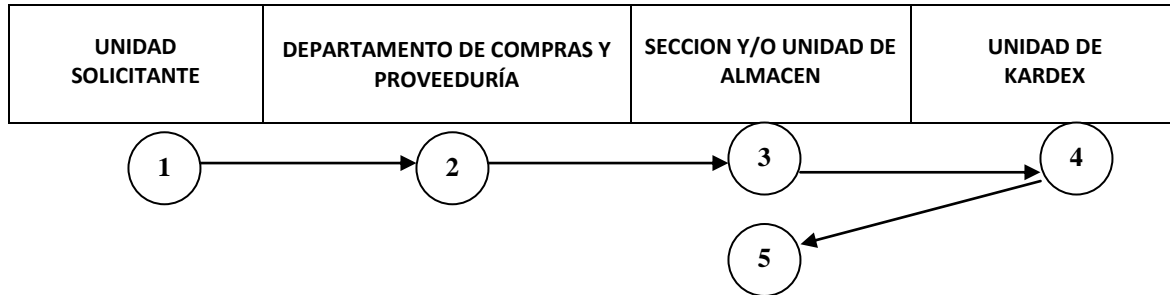 UNIDAD
SOLICITANTE
DEPARTAMENTO DE COMPRAS Y
PROVEEDURÍA
SECCION Y/O UNIDAD DE
ALMACEN
UNIDAD DE
KARDEX
1
2
3
4
5